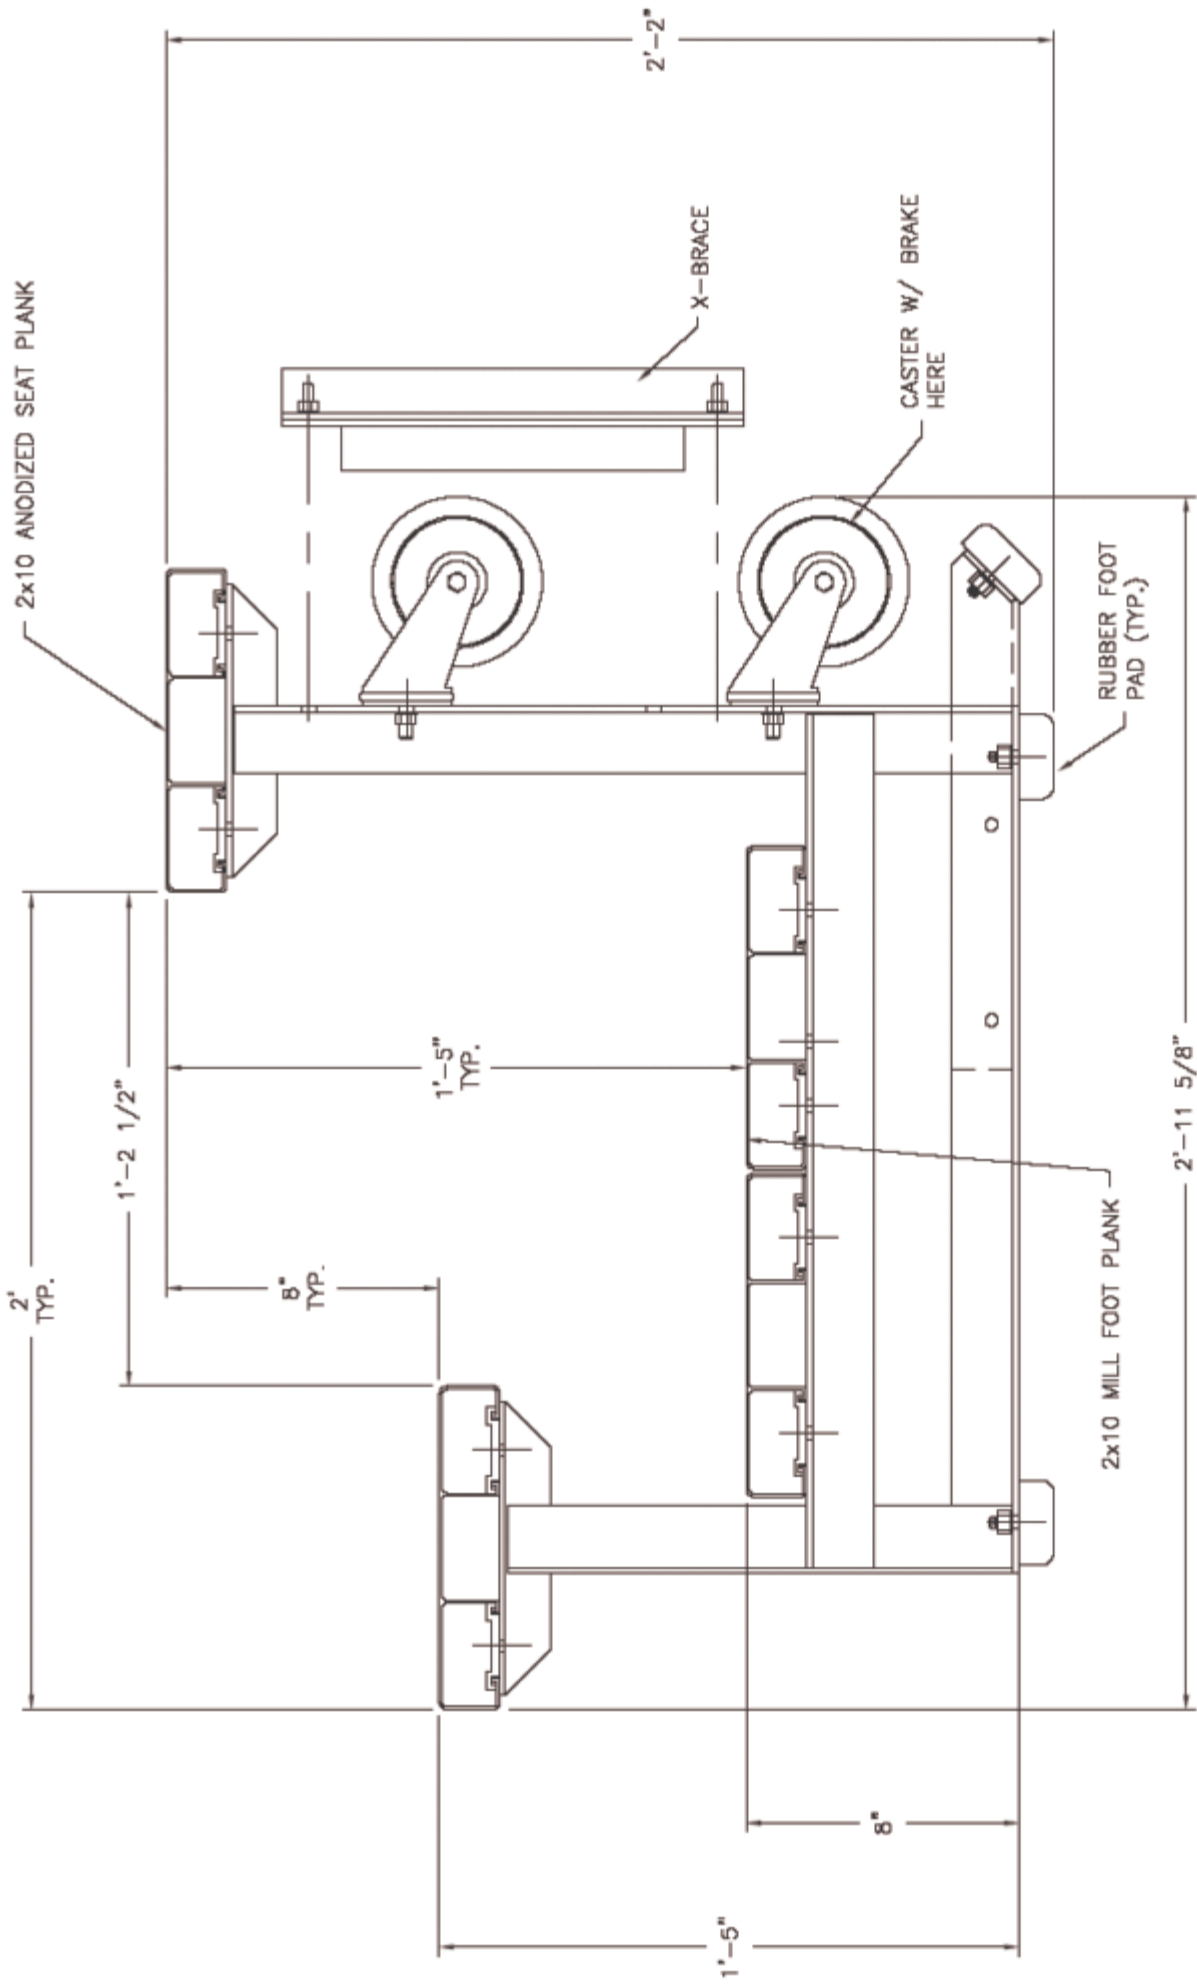 2x10 ANODIZED SEAT PLANK
2'-2"
X-BRACE
CASTER W/ BRAKE
HERE
RUBBER FOOT
PAD (TYP.)
2'
TYP.
1'-2 1/2"
1'-5"
TYP.
8"
TYP.
2'-11 5/8"
2x10 MILL FOOT PLANK
8"
1'-5"